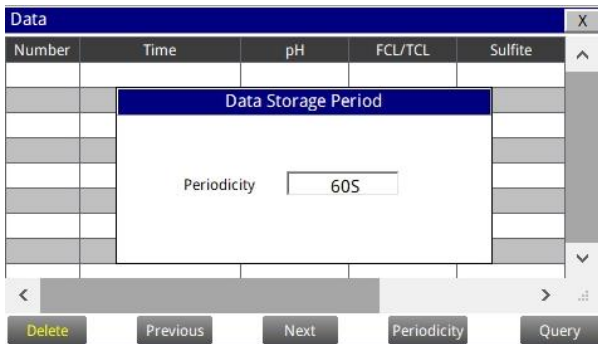 Data X
Number Time pH FCL/TCL Sulfite
Data Storage Period
Periodicity 60S
Delete Previous Next Periodicity Query